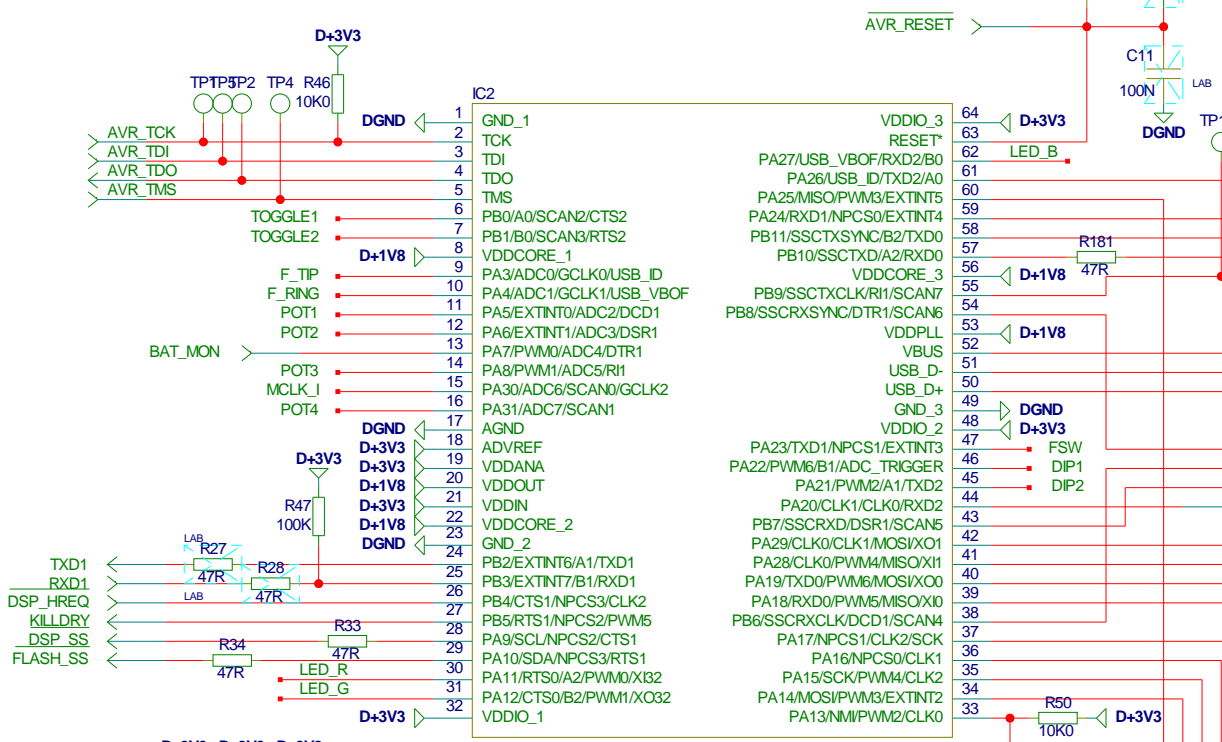 AVR_RESET
D+3V3
C11
100N
LAB
DGND
TP1 TP5 TP2 TP4 R46
10K0
IC2
DGND 1 GND_1
AVR_TCK 2 TCK
AVR_TDI 3 TDI
AVR_TDO 4 TDO
AVR_TMS 5 TMS
TOGGLE1 6 PB0/A0/SCAN2/CTS2
TOGGLE2 7 PB1/B0/SCAN3/RTS2
D+1V8 8 VDDCORE_1
F_TIP 9 PA3/ADC0/GCLK0/USB_ID
F_RING 10 PA4/ADC1/GCLK1/USB_VBOF
POT1 11 PA5/EXTINT0/ADC2/DCD1
POT2 12 PA6/EXTINT1/ADC3/DSR1
BAT_MON 13 PA7/PWM0/ADC4/DTR1
POT3 14 PA8/PWM1/ADC5/RI1
MCLK_I 15 PA30/ADC6/SCAN0/GCLK2
POT4 16 PA31/ADC7/SCAN1
DGND 17 AGND
D+3V3 18 ADVREF
D+3V3 19 VDDANA
D+1V8 20 VDDOUT
D+3V3 21 VDDIN
D+1V8 22 VDDCORE_2
DGND 23 GND_2
D+3V3
R47
100K
LAB
R27
47R
R28
47R
LAB
TXD1 24 PB2/EXTINT6/A1/TXD1
RXD1 25 PB3/EXTINT7/B1/RXD1
DSP_HREQ 26 PB4/CTS1/NPCS3/CLK2
KILLDRY 27 PB5/RTS1/NPCS2/PWM5
DSP_SS R33 47R 28 PA9/SCL/NPCS2/CTS1
FLASH_SS R34 47R 29 PA10/SDA/NPCS3/RTS1
LED_R 30 PA11/RTS0/A2/PWM0/XI32
LED_G 31 PA12/CTS0/B2/PWM1/XO32
D+3V3 32 VDDIO_1
VDDIO_3 64 D+3V3
RESET* 63
PA27/USB_VBOF/RXD2/B0 62 LED_B
PA26/USB_ID/TXD2/A0 61
PA25/MISO/PWM3/EXTINT5 60
PA24/RXD1/NPCS0/EXTINT4 59
PB11/SSCTXSYNC/B2/TXD0 58
PB10/SSCTXD/A2/RXD0 57 R181 47R
VDDCORE_3 56 D+1V8
PB9/SSCTXCLK/RI1/SCAN7 55
PB8/SSCRXSYNC/DTR1/SCAN6 54
VDDPLL 53 D+1V8
VBUS 52
USB_D- 51
USB_D+ 50
GND_3 49 DGND
VDDIO_2 48 D+3V3
PA23/TXD1/NPCS1/EXTINT3 47 FSW
PA22/PWM6/B1/ADC_TRIGGER 46 DIP1
PA21/PWM2/A1/TXD2 45 DIP2
PA20/CLK1/CLK0/RXD2 44
PB7/SSCRXD/DSR1/SCAN5 43
PA29/CLK0/CLK1/MOSI/XO1 42
PA28/CLK0/PWM4/MISO/XI1 41
PA19/TXD0/PWM6/MOSI/XO0 40
PA18/RXD0/PWM5/MISO/XI0 39
PB6/SSCRXCLK/DCD1/SCAN4 38
PA17/NPCS1/CLK2/SCK 37
PA16/NPCS0/CLK1 36
PA15/SCK/PWM4/CLK2 35
PA14/MOSI/PWM3/EXTINT2 34
PA13/NMI/PWM2/CLK0 33 R50 10K0 D+3V3